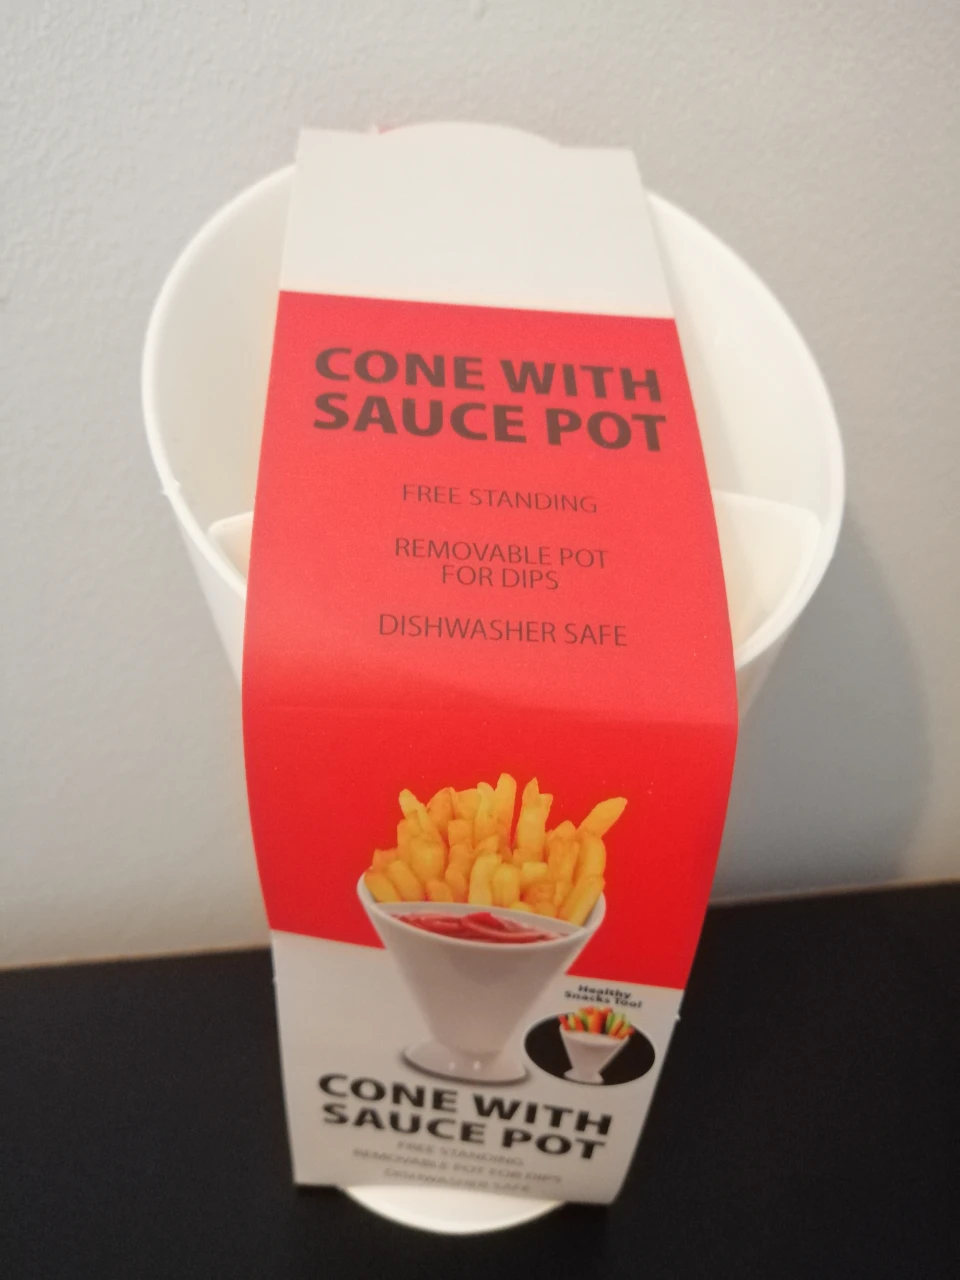 CONE WITH
SAUCE POT
FREE STANDING
REMOVABLE POT
FOR DIPS
DISHWASHER SAFE
Healthy
Snacks Too!
CONE WITH
SAUCE POT
FREE STANDING
REMOVABLE POT FOR DIPS
DISHWASHER SAFE